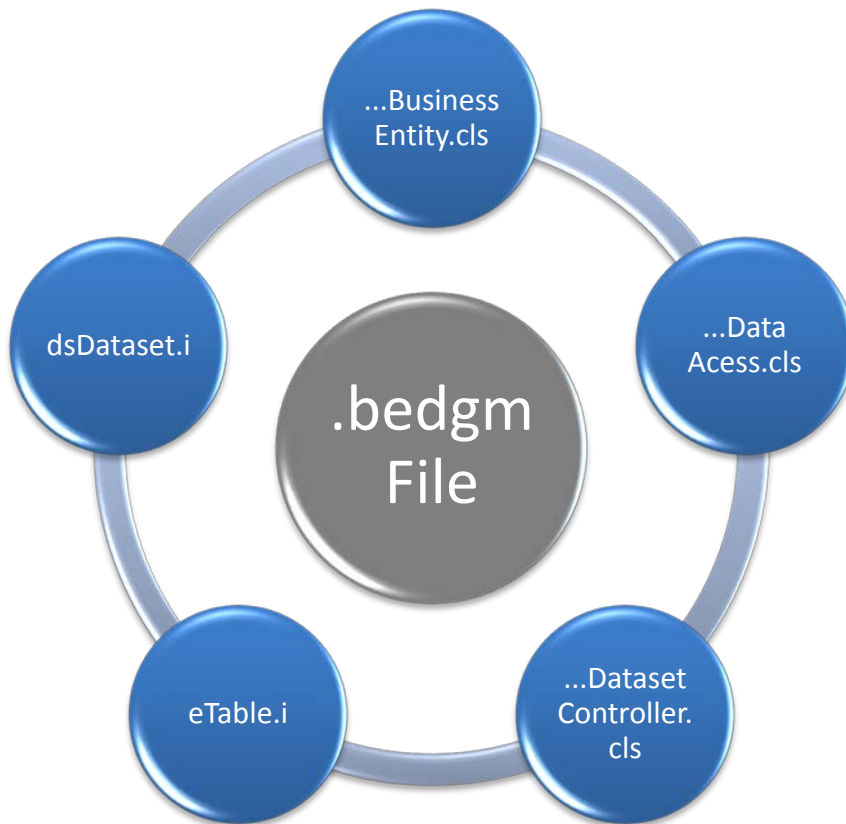 ...Business
Entity.cls
...Data
Acess.cls
...Dataset
Controller.
cls
eTable.i
dsDataset.i
.bedgm
File